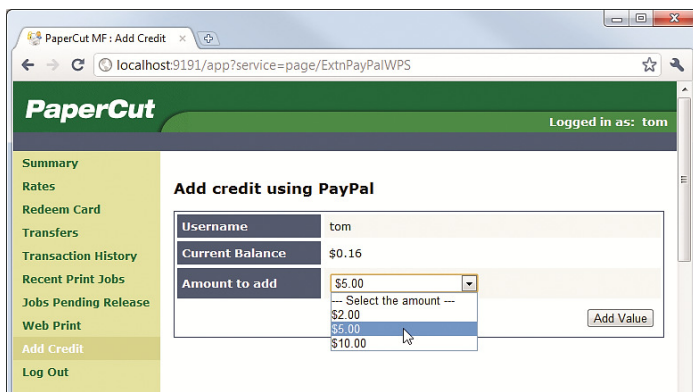 PaperCut MF : Add Credit
localhost:9191/app?service=page/ExtnPayPalWPS
PaperCut
Logged in as: tom
Summary
Rates
Redeem Card
Transfers
Transaction History
Recent Print Jobs
Jobs Pending Release
Web Print
Add Credit
Log Out
Add credit using PayPal
Username tom
Current Balance $0.16
Amount to add $5.00
--- Select the amount ---
$2.00
$5.00
$10.00
Add Value